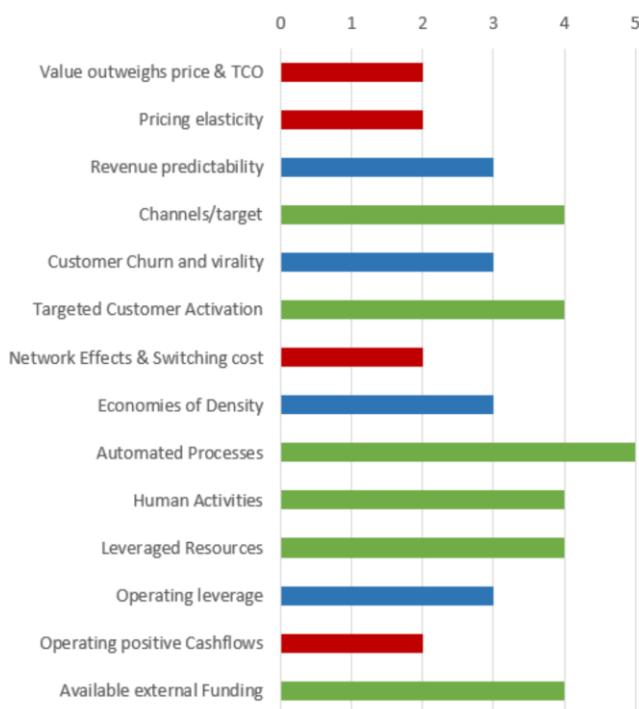 0 1 2 3 4 5
Value outweighs price & TCO
Pricing elasticity
Revenue predictability
Channels/target
Customer Churn and virality
Targeted Customer Activation
Network Effects & Switching cost
Economies of Density
Automated Processes
Human Activities
Leveraged Resources
Operating leverage
Operating positive Cashflows
Available external Funding